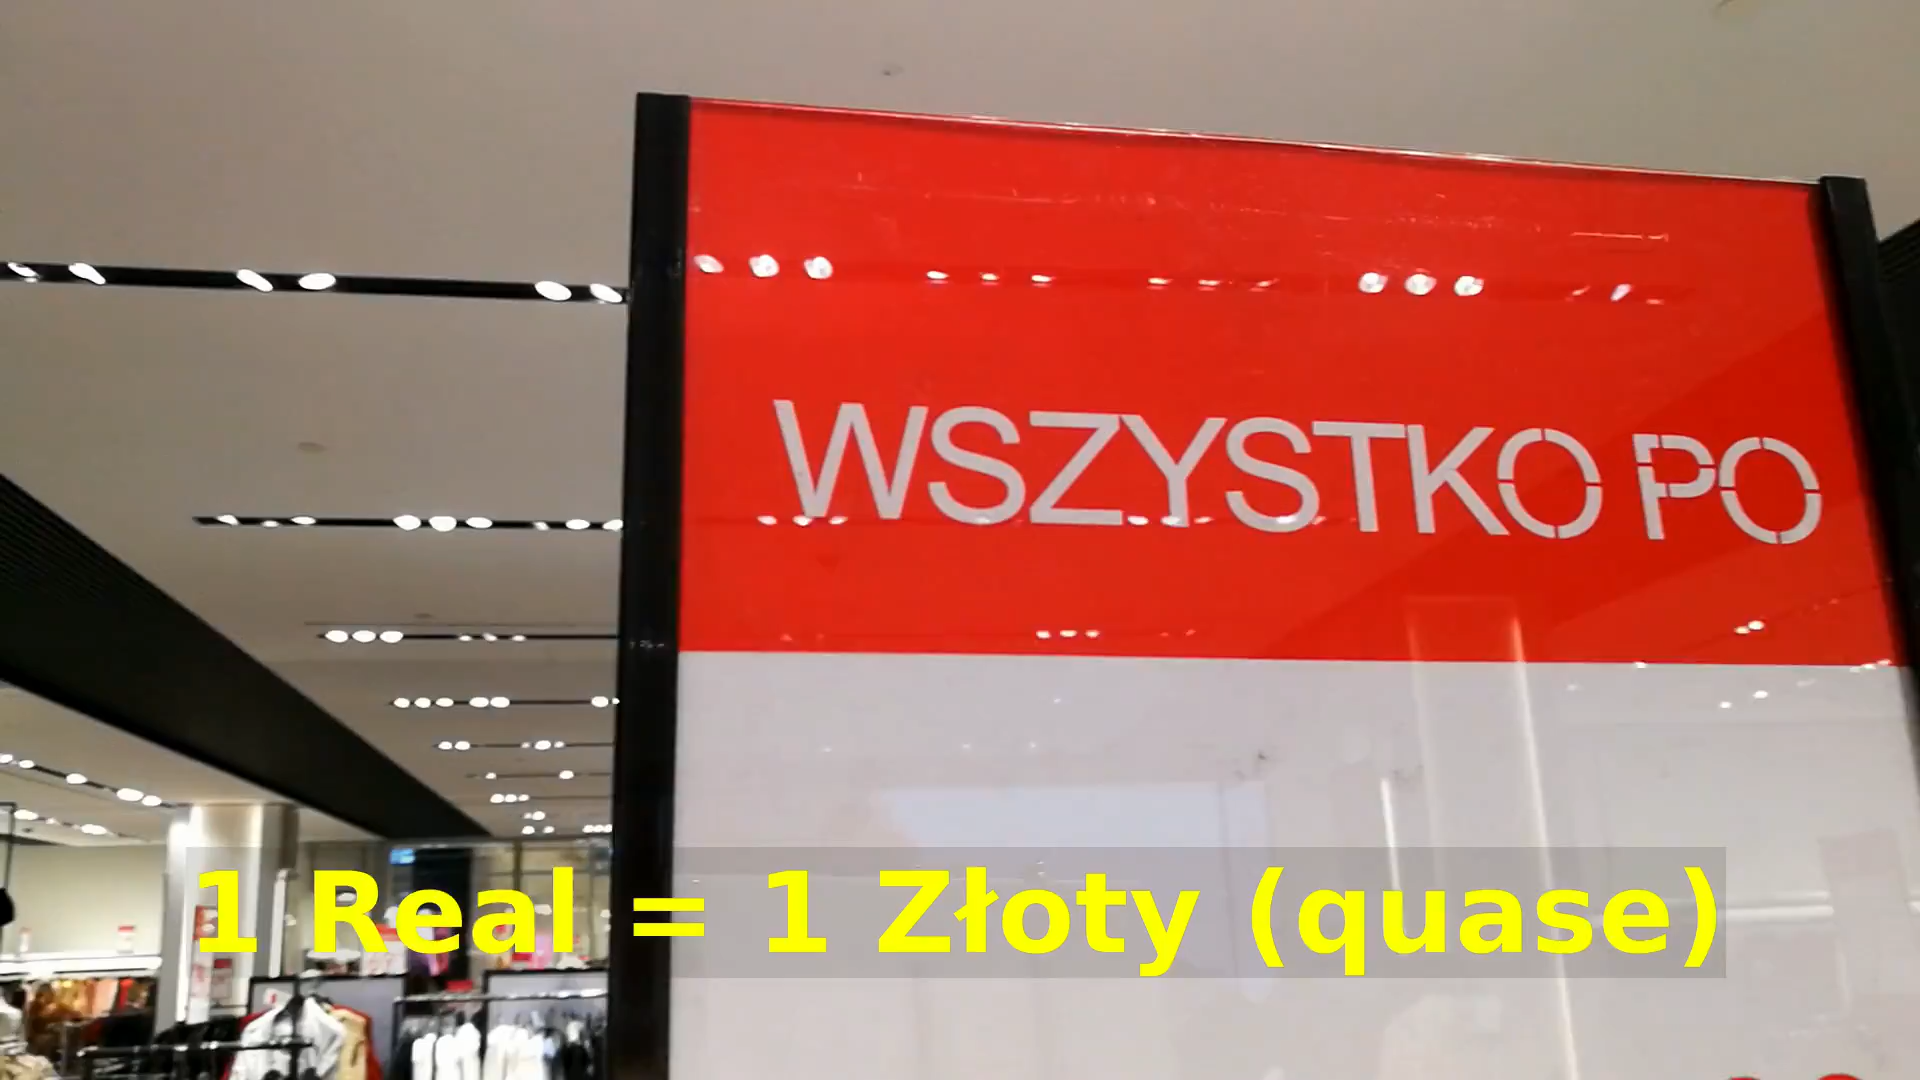 WSZYSTKO PO
1 Real = 1 Złoty (quase)